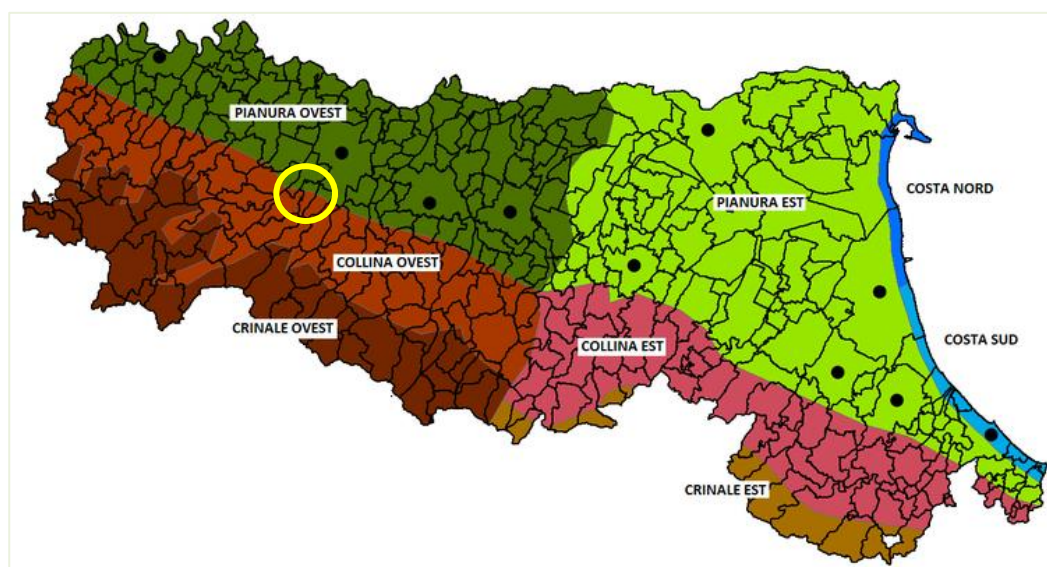 PIANURA OVEST
COSTA NORD
PIANURA EST
COLLINA OVEST
CRINALE OVEST
COSTA SUD
COLLINA EST
CRINALE EST